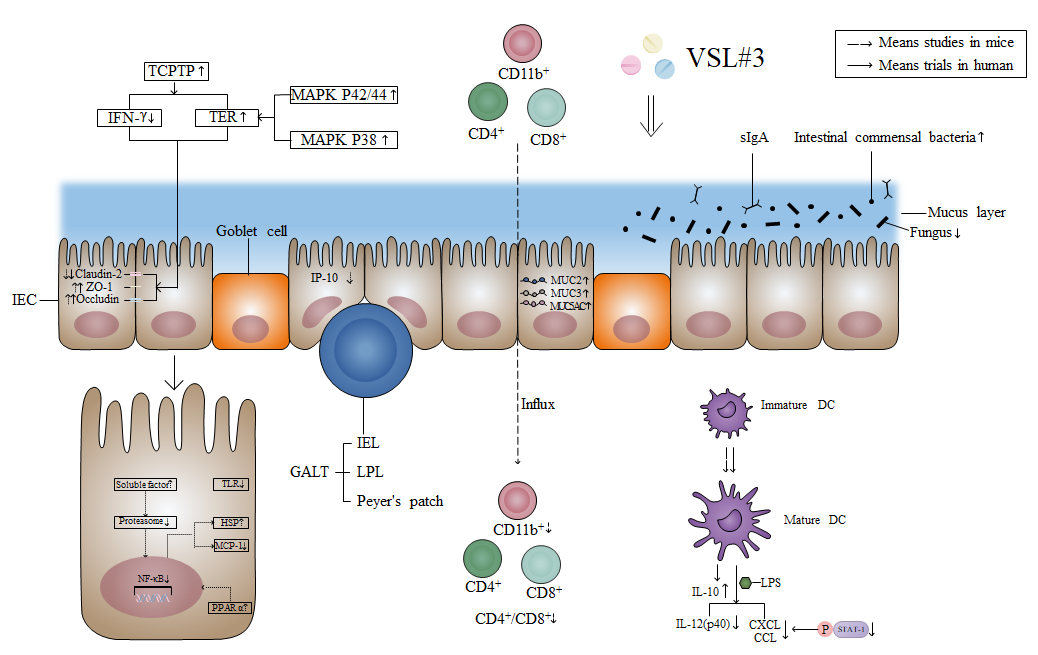 TCPTP↑
IFN-γ↓
TER↑
MAPK P42/44↑
MAPK P38↑
CD11b+
CD4+
CD8+
VSL#3
Means studies in mice
Means trials in human
sIgA
Intestinal commensal bacteria↑
Mucus layer
Fungus↓
Goblet cell
IEC
↓↓Claudin-2
↑↑ZO-1
↑↑Occludin
IP-10 ↓
MUC2↑
MUC3↑
MUC5AC↑
Influx
GALT
IEL
LPL
Peyer's patch
Soluble factor?
TLR↓
Proteasome↓
HSP↑
MCP-1↓
NF-κB↓
PPAR α?
CD11b+↓
CD4+
CD8+
CD4+/CD8+↓
Immature DC
Mature DC
LPS
IL-10↑
IL-12(p40)↓
CXCL
CCL
↓
P
STAT-1
↓